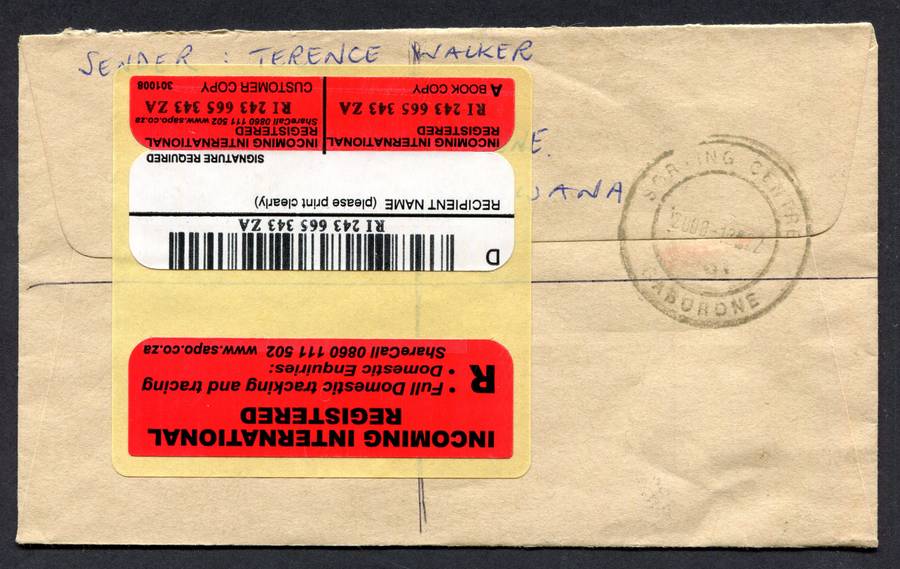 SENDER : TERENCE WALKER
NE.
WANA
SORTING CENTRE
GABORONE
INCOMING INTERNATIONAL
REGISTERED
R
• Full Domestic tracking and tracing
• Domestic Enquiries:
ShareCall 0860 111 502 www.sapo.co.za
D
RI 243 665 343 ZA
RECIPIENT NAME (please print clearly)
SIGNATURE REQUIRED
INCOMING INTERNATIONAL
REGISTERED
RI 243 665 343 ZA
A BOOK COPY
INCOMING INTERNATIONAL
REGISTERED
ShareCall 0860 111 502 www.sapo.co.za
RI 243 665 343 ZA
CUSTOMER COPY
301008